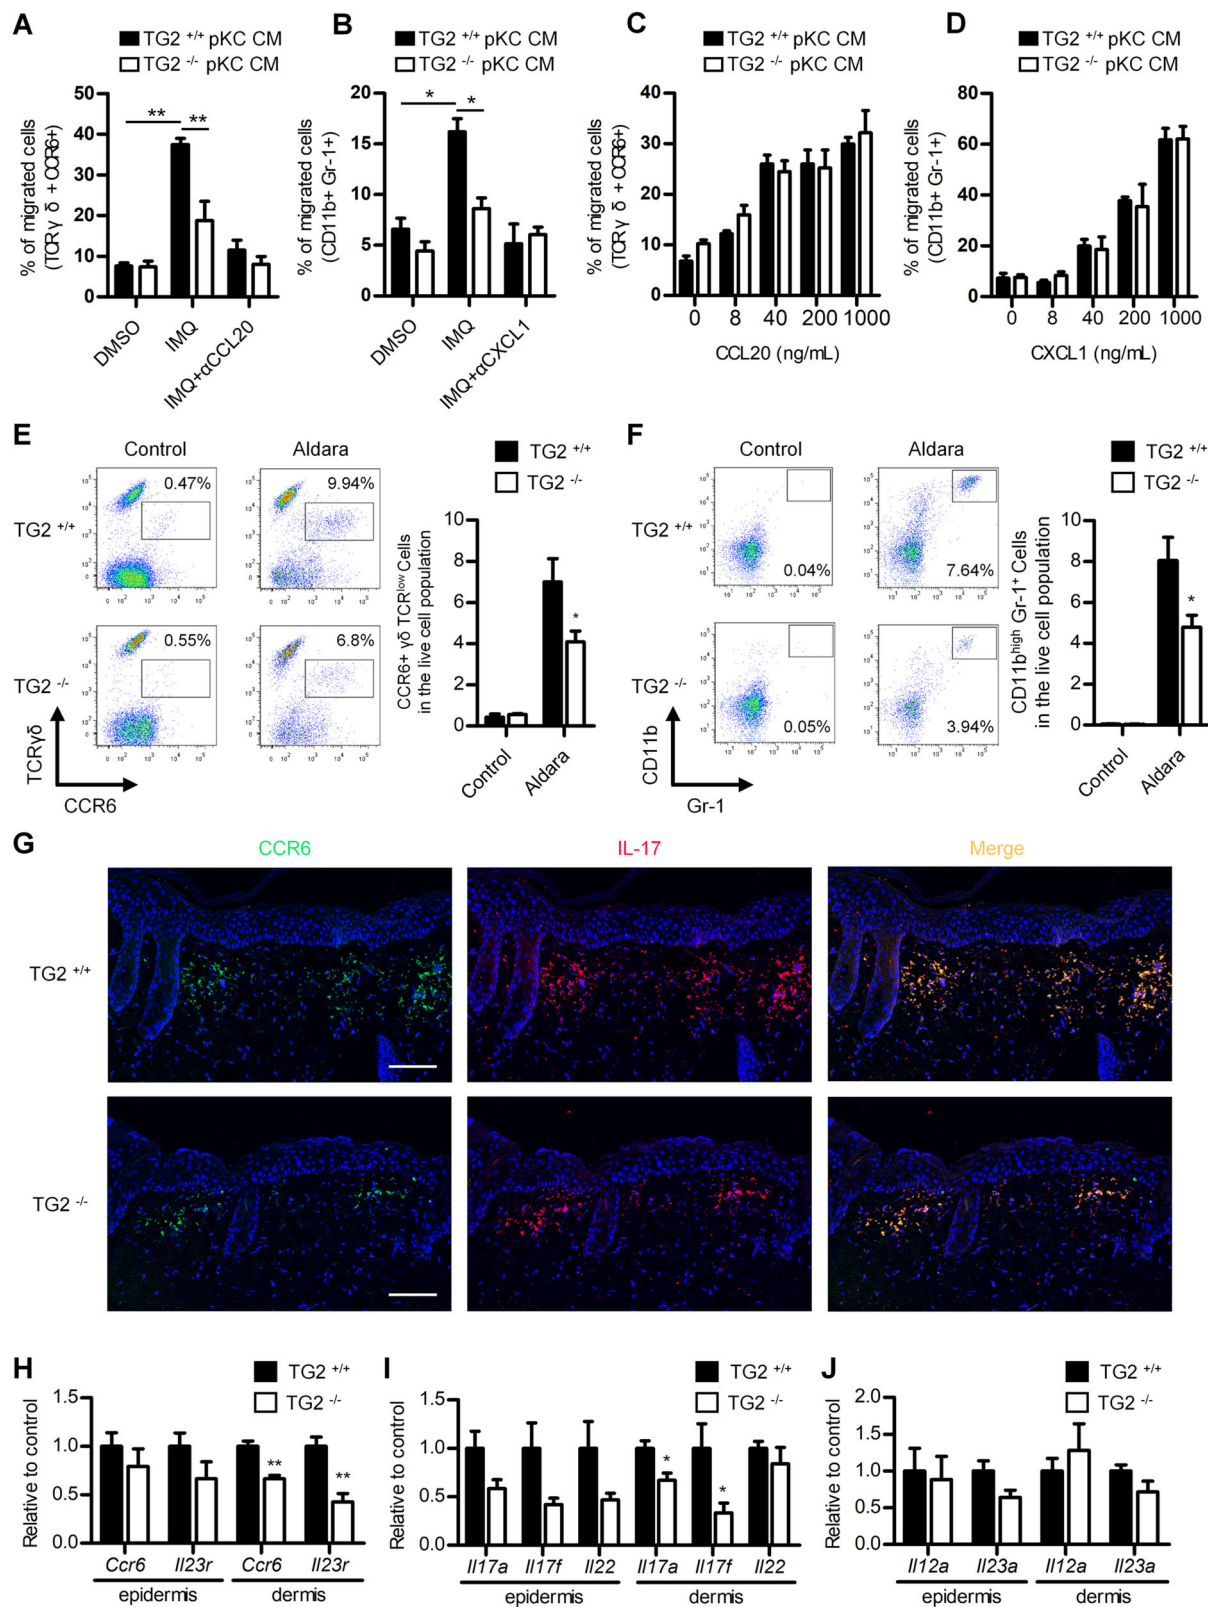 A
TG2 +/+ pKC CM
TG2 -/- pKC CM
% of migrated cells
(TCRγ δ + CCR6+)
50
40
30
20
10
0
**
**
DMSO
IMQ
IMQ+αCCL20
B
TG2 +/+ pKC CM
TG2 -/- pKC CM
% of migrated cells
(CD11b+ Gr-1+)
20
15
10
5
0
*
*
DMSO
IMQ
IMQ+αCXCL1
C
TG2 +/+ pKC CM
TG2 -/- pKC CM
% of migrated cells
(TCRγ δ + CCR6+)
40
30
20
10
0
0 8 40 200 1000
CCL20 (ng/mL)
D
TG2 +/+ pKC CM
TG2 -/- pKC CM
% of migrated cells
(CD11b+ Gr-1+)
80
60
40
20
0
0 8 40 200 1000
CXCL1 (ng/mL)
E
Control
Aldara
TG2 +/+
TG2 -/-
0.47%
9.94%
0.55%
6.8%
TCRγδ
CCR6
TG2 +/+
TG2 -/-
CCR6+ γδ TCRlow Cells
in the live cell population
10
8
6
4
2
0
*
Control
Aldara
F
Control
Aldara
TG2 +/+
TG2 -/-
0.04%
7.64%
0.05%
3.94%
CD11b
Gr-1
TG2 +/+
TG2 -/-
CD11bhigh Gr-1+ Cells
in the live cell population
10
8
6
4
2
0
*
Control
Aldara
G
CCR6
IL-17
Merge
TG2 +/+
TG2 -/-
H
TG2 +/+
TG2 -/-
Relative to control
1.5
1.0
0.5
0.0
**
**
Ccr6 Il23r Ccr6 Il23r
epidermis dermis
I
TG2 +/+
TG2 -/-
Relative to control
1.5
1.0
0.5
0.0
*
*
Il17a Il17f Il22 Il17a Il17f Il22
epidermis dermis
J
TG2 +/+
TG2 -/-
Relative to control
2.0
1.5
1.0
0.5
0.0
Il12a Il23a Il12a Il23a
epidermis dermis